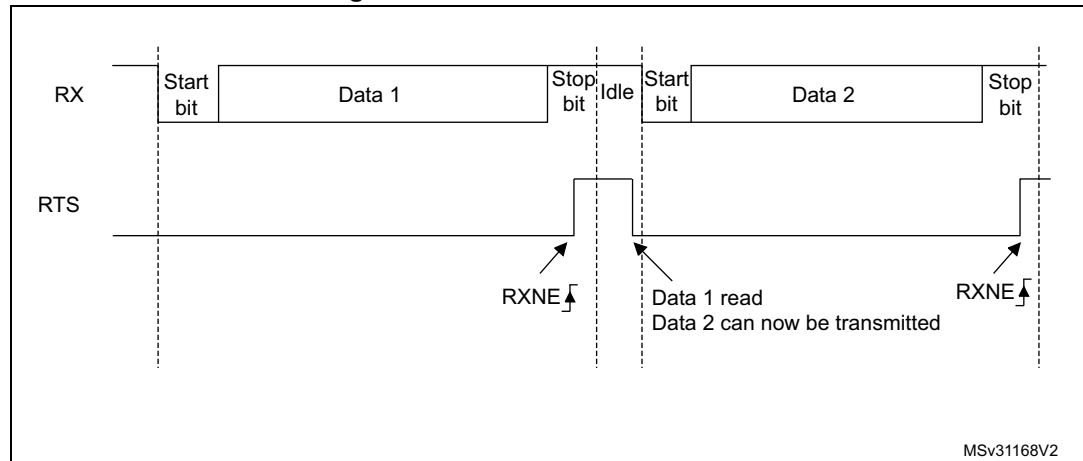 RX
Start
bit
Data 1
Stop
bit
Idle
Start
bit
Data 2
Stop
bit
RTS
RXNE
Data 1 read
Data 2 can now be transmitted
RXNE
MSv31168V2